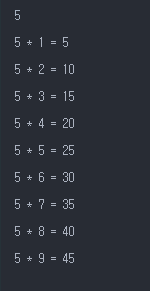 5
5 * 1 = 5
5 * 2 = 10
5 * 3 = 15
5 * 4 = 20
5 * 5 = 25
5 * 6 = 30
5 * 7 = 35
5 * 8 = 40
5 * 9 = 45